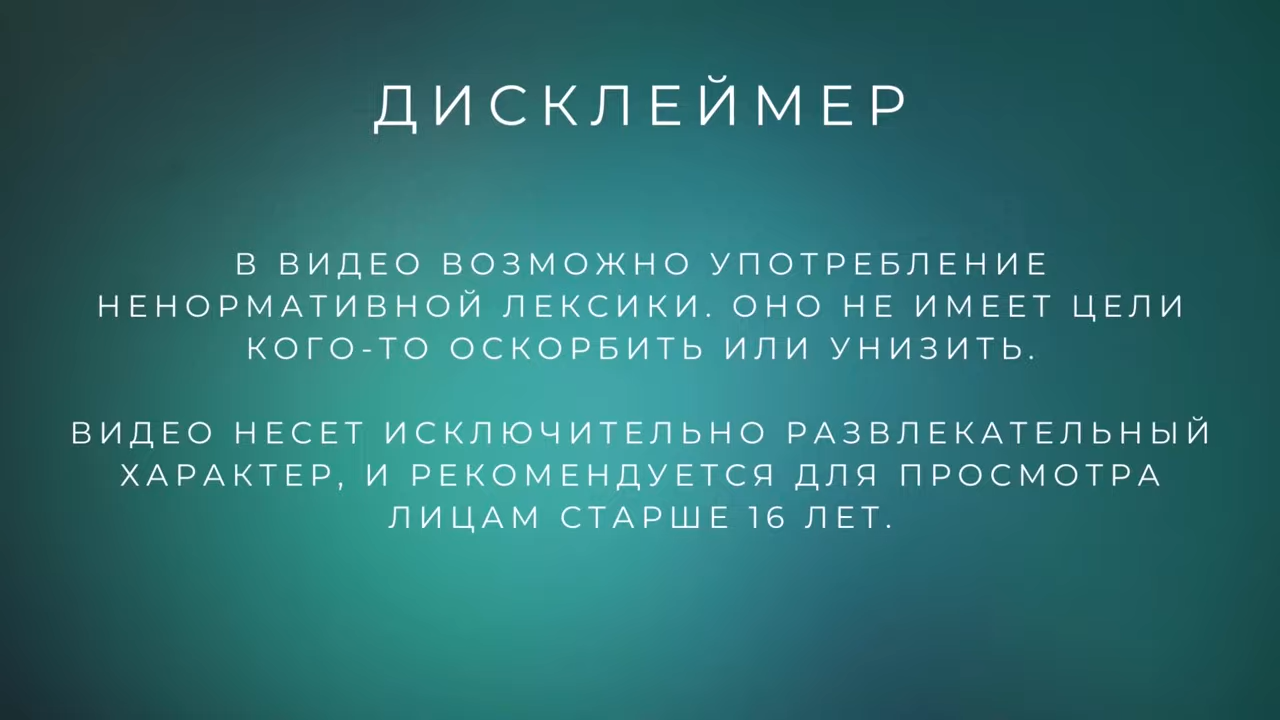 ДИСКЛЕЙМЕР
В ВИДЕО ВОЗМОЖНО УПОТРЕБЛЕНИЕ
НЕНОРМАТИВНОЙ ЛЕКСИКИ. ОНО НЕ ИМЕЕТ ЦЕЛИ
КОГО-ТО ОСКОРБИТЬ ИЛИ УНИЗИТЬ.
ВИДЕО НЕСЕТ ИСКЛЮЧИТЕЛЬНО РАЗВЛЕКАТЕЛЬНЫЙ
ХАРАКТЕР, И РЕКОМЕНДУЕТСЯ ДЛЯ ПРОСМОТРА
ЛИЦАМ СТАРШЕ 16 ЛЕТ.